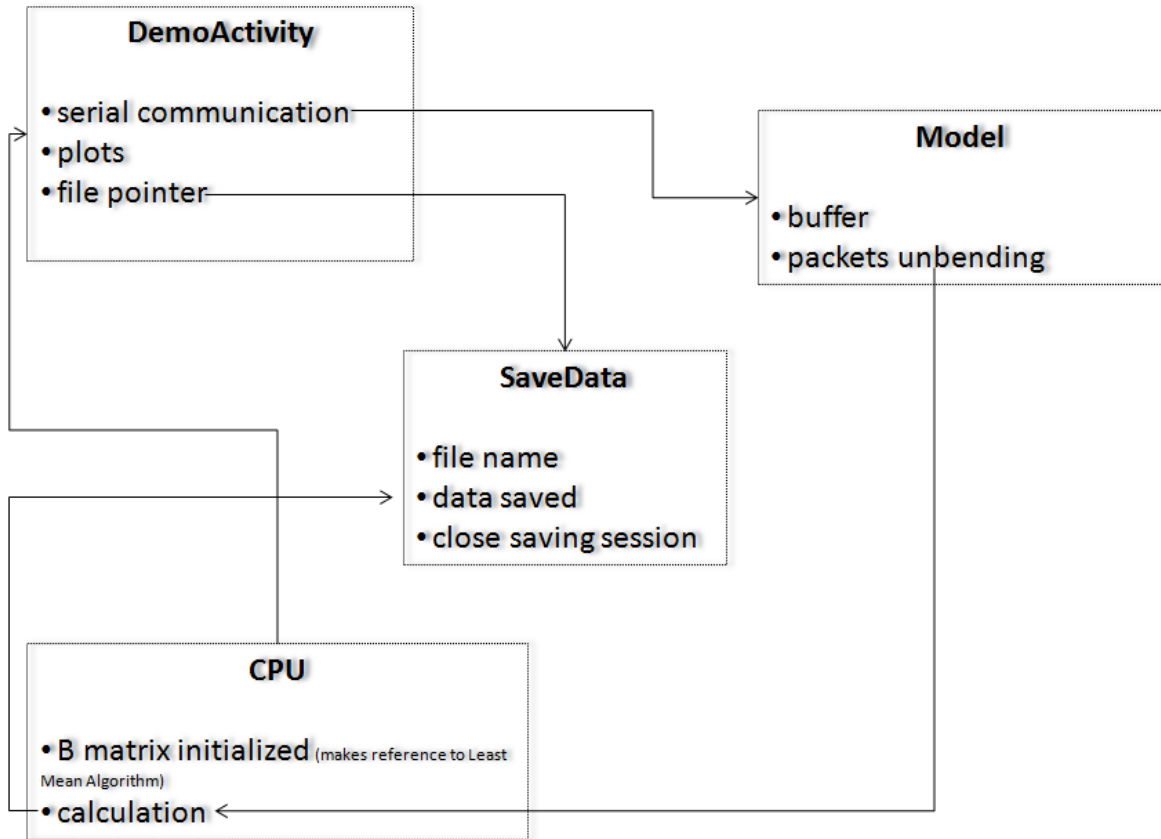 DemoActivity
• serial communication
• plots
• file pointer
Model
• buffer
• packets unbending
SaveData
• file name
• data saved
• close saving session
CPU
• B matrix initialized (makes reference to Least
Mean Algorithm)
• calculation